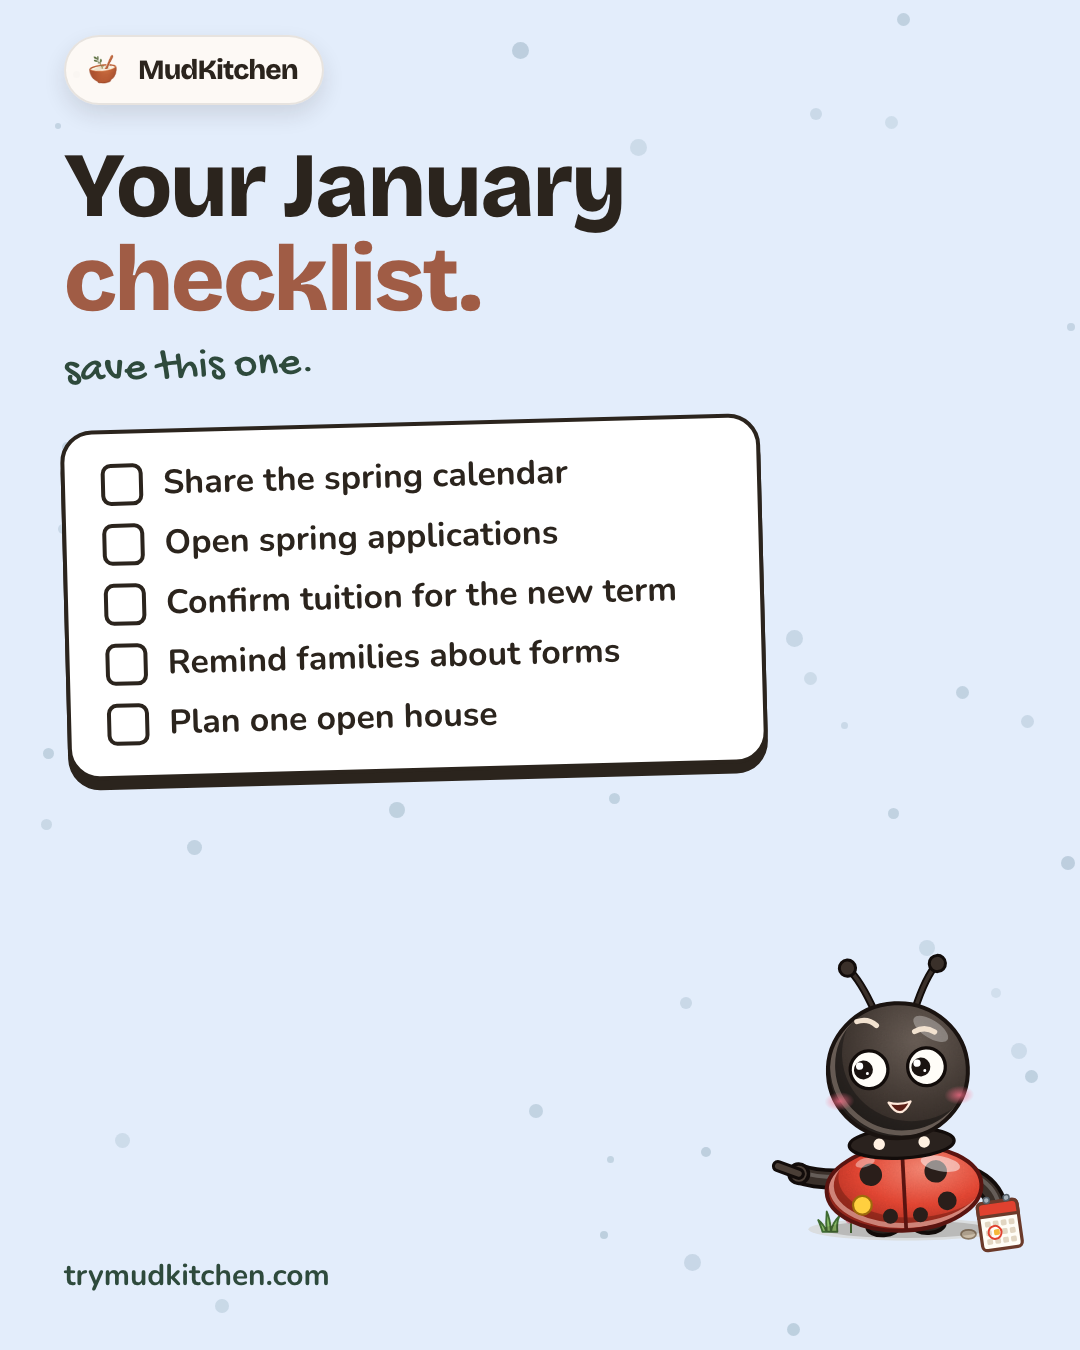 MudKitchen
Your January
checklist.
save this one.
Share the spring calendar
Open spring applications
Confirm tuition for the new term
Remind families about forms
Plan one open house
trymudkitchen.com